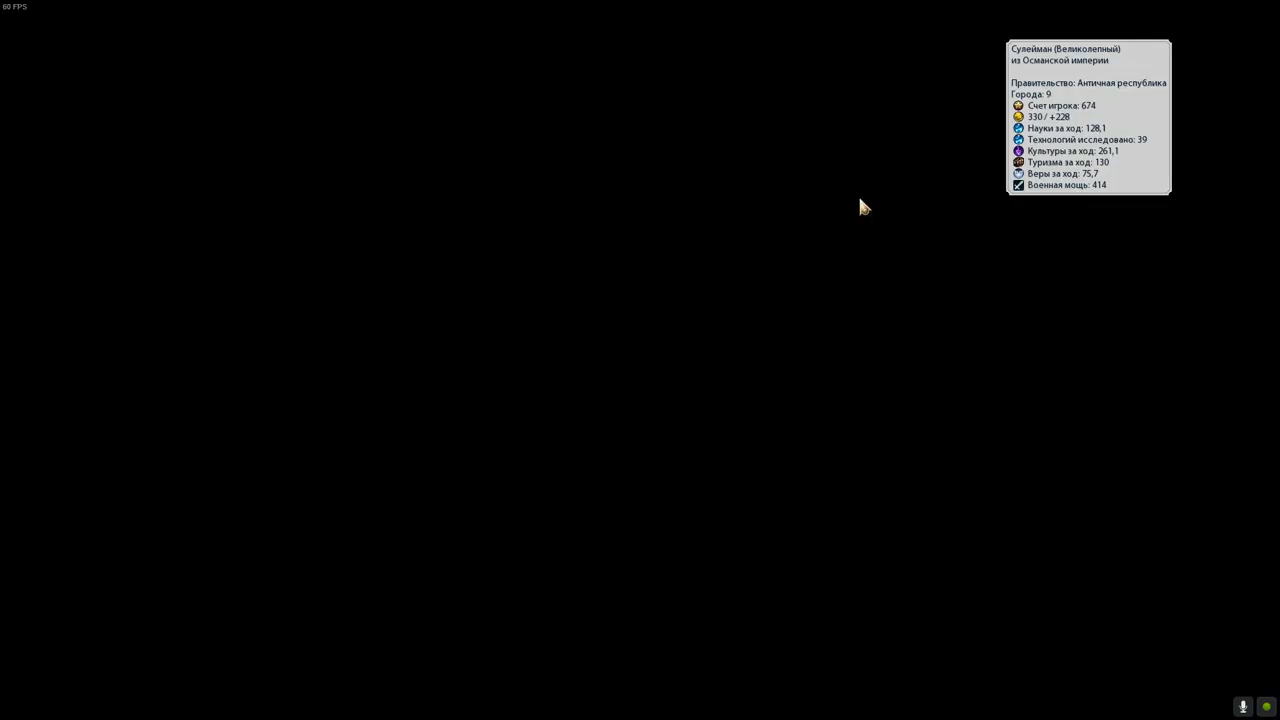 60 FPS
Сулейман (Великолепный)
из Османской империи
Правительство: Античная республика
Города: 9
Счет игрока: 674
330 / +228
Науки за ход: 128,1
Технологий исследовано: 39
Культуры за ход: 261,1
Туризма за ход: 130
Веры за ход: 75,7
Военная мощь: 414